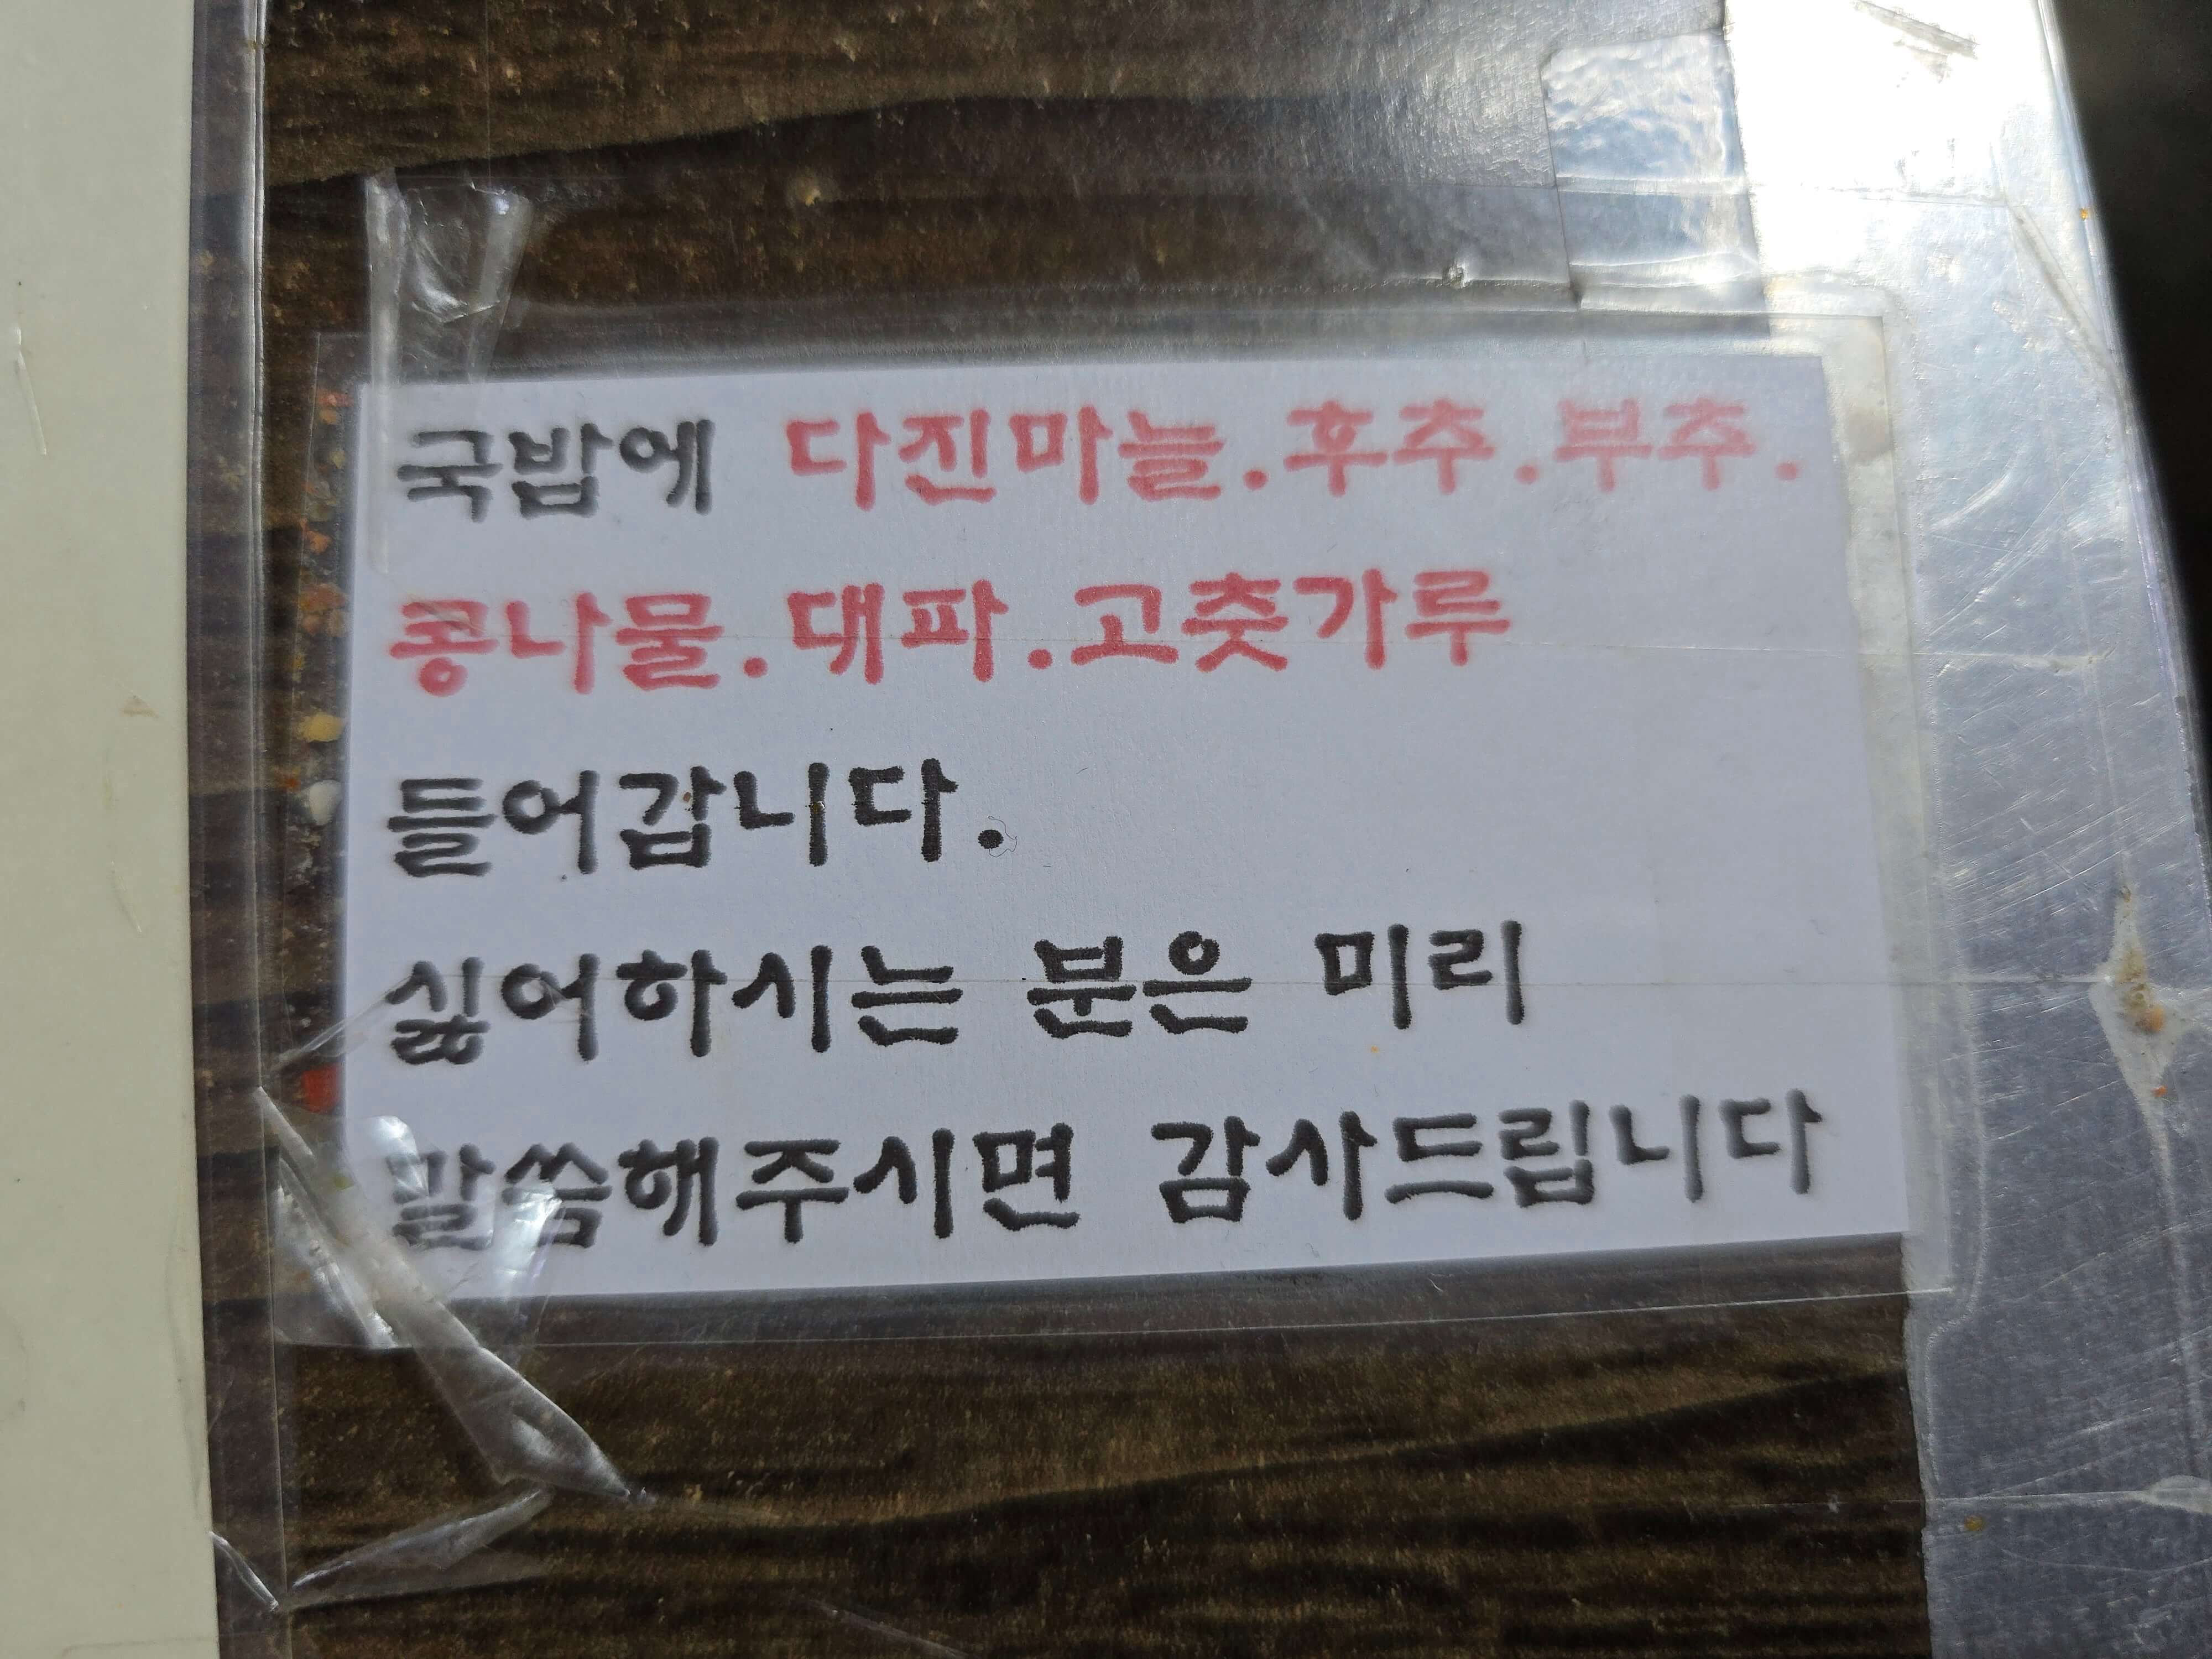 국밥에 다진마늘.후추.부추.
콩나물.대파.고춧가루
들어갑니다.
싫어하시는 분은 미리
말씀해주시면 감사드립니다